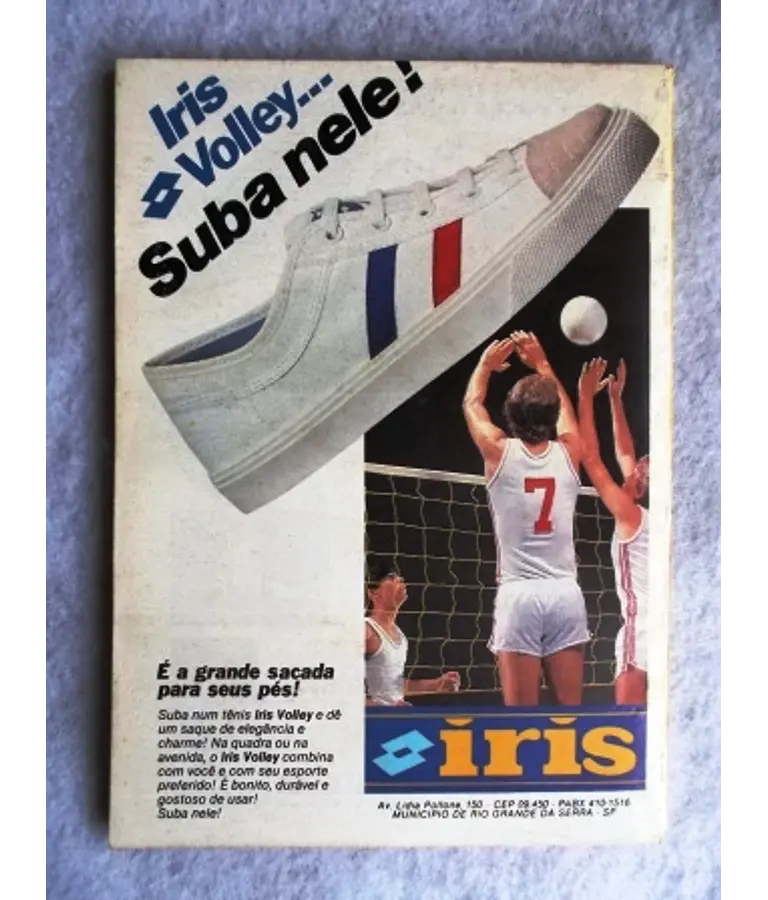 Iris
Volley...
Suba nele!
7
É a grande sacada
para seus pés!
Suba num tênis Iris Volley e dê
um saque de elegância e
charme! Na quadra ou na
avenida, o Iris Volley combina
com você e com seu esporte
preferido! É bonito, durável e
gostoso de usar!
Suba nele!
iris
Av. Lidia Pollone, 150 - CEP 09.450 - PABX 410-1516
MUNICIPIO DE RIO GRANDE DA SERRA - SP